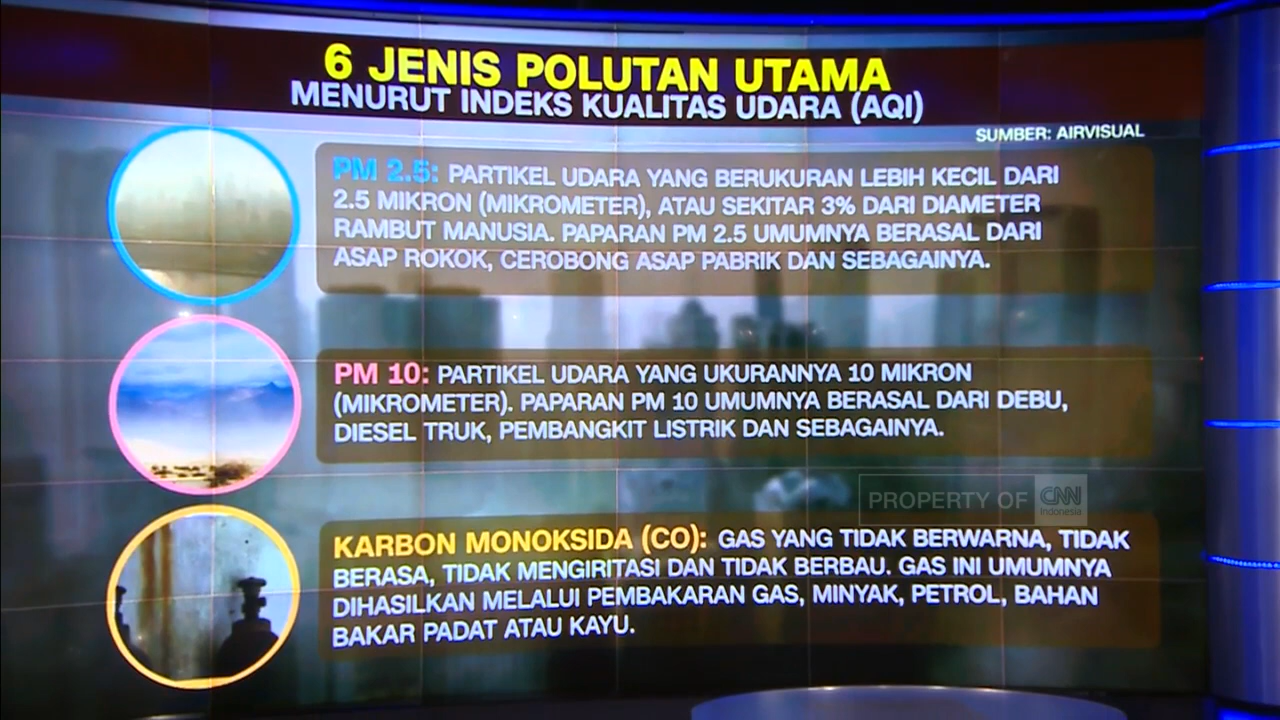 6 JENIS POLUTAN UTAMA
MENURUT INDEKS KUALITAS UDARA (AQI)
SUMBER: AIRVISUAL
PM 2.5: PARTIKEL UDARA YANG BERUKURAN LEBIH KECIL DARI
2.5 MIKRON (MIKROMETER), ATAU SEKITAR 3% DARI DIAMETER
RAMBUT MANUSIA. PAPARAN PM 2.5 UMUMNYA BERASAL DARI
ASAP ROKOK, CEROBONG ASAP PABRIK DAN SEBAGAINYA.
PM 10: PARTIKEL UDARA YANG UKURANNYA 10 MIKRON
(MIKROMETER). PAPARAN PM 10 UMUMNYA BERASAL DARI DEBU,
DIESEL TRUK, PEMBANGKIT LISTRIK DAN SEBAGAINYA.
PROPERTY OF CNN
Indonesia
KARBON MONOKSIDA (CO): GAS YANG TIDAK BERWARNA, TIDAK
BERASA, TIDAK MENGIRITASI DAN TIDAK BERBAU. GAS INI UMUMNYA
DIHASILKAN MELALUI PEMBAKARAN GAS, MINYAK, PETROL, BAHAN
BAKAR PADAT ATAU KAYU.